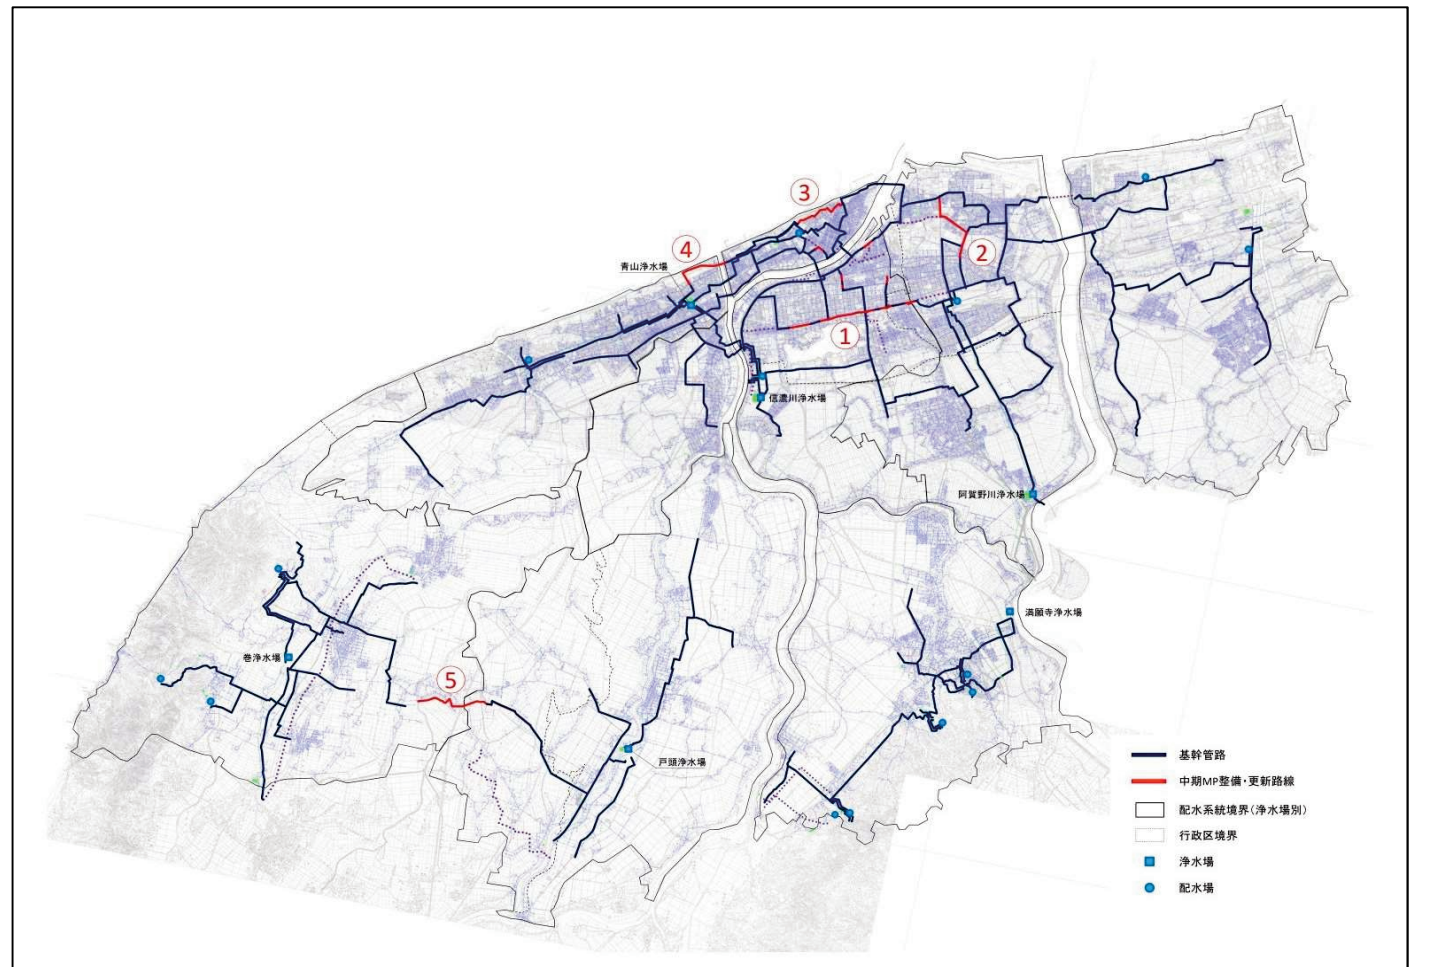 ③
④
②
青山浄水場
①
信濃川浄水場
阿賀野川浄水場
満願寺浄水場
巻浄水場
⑤
戸頭浄水場
基幹管路
中期MP整備・更新路線
配水系統境界(浄水場別)
行政区境界
浄水場
配水場